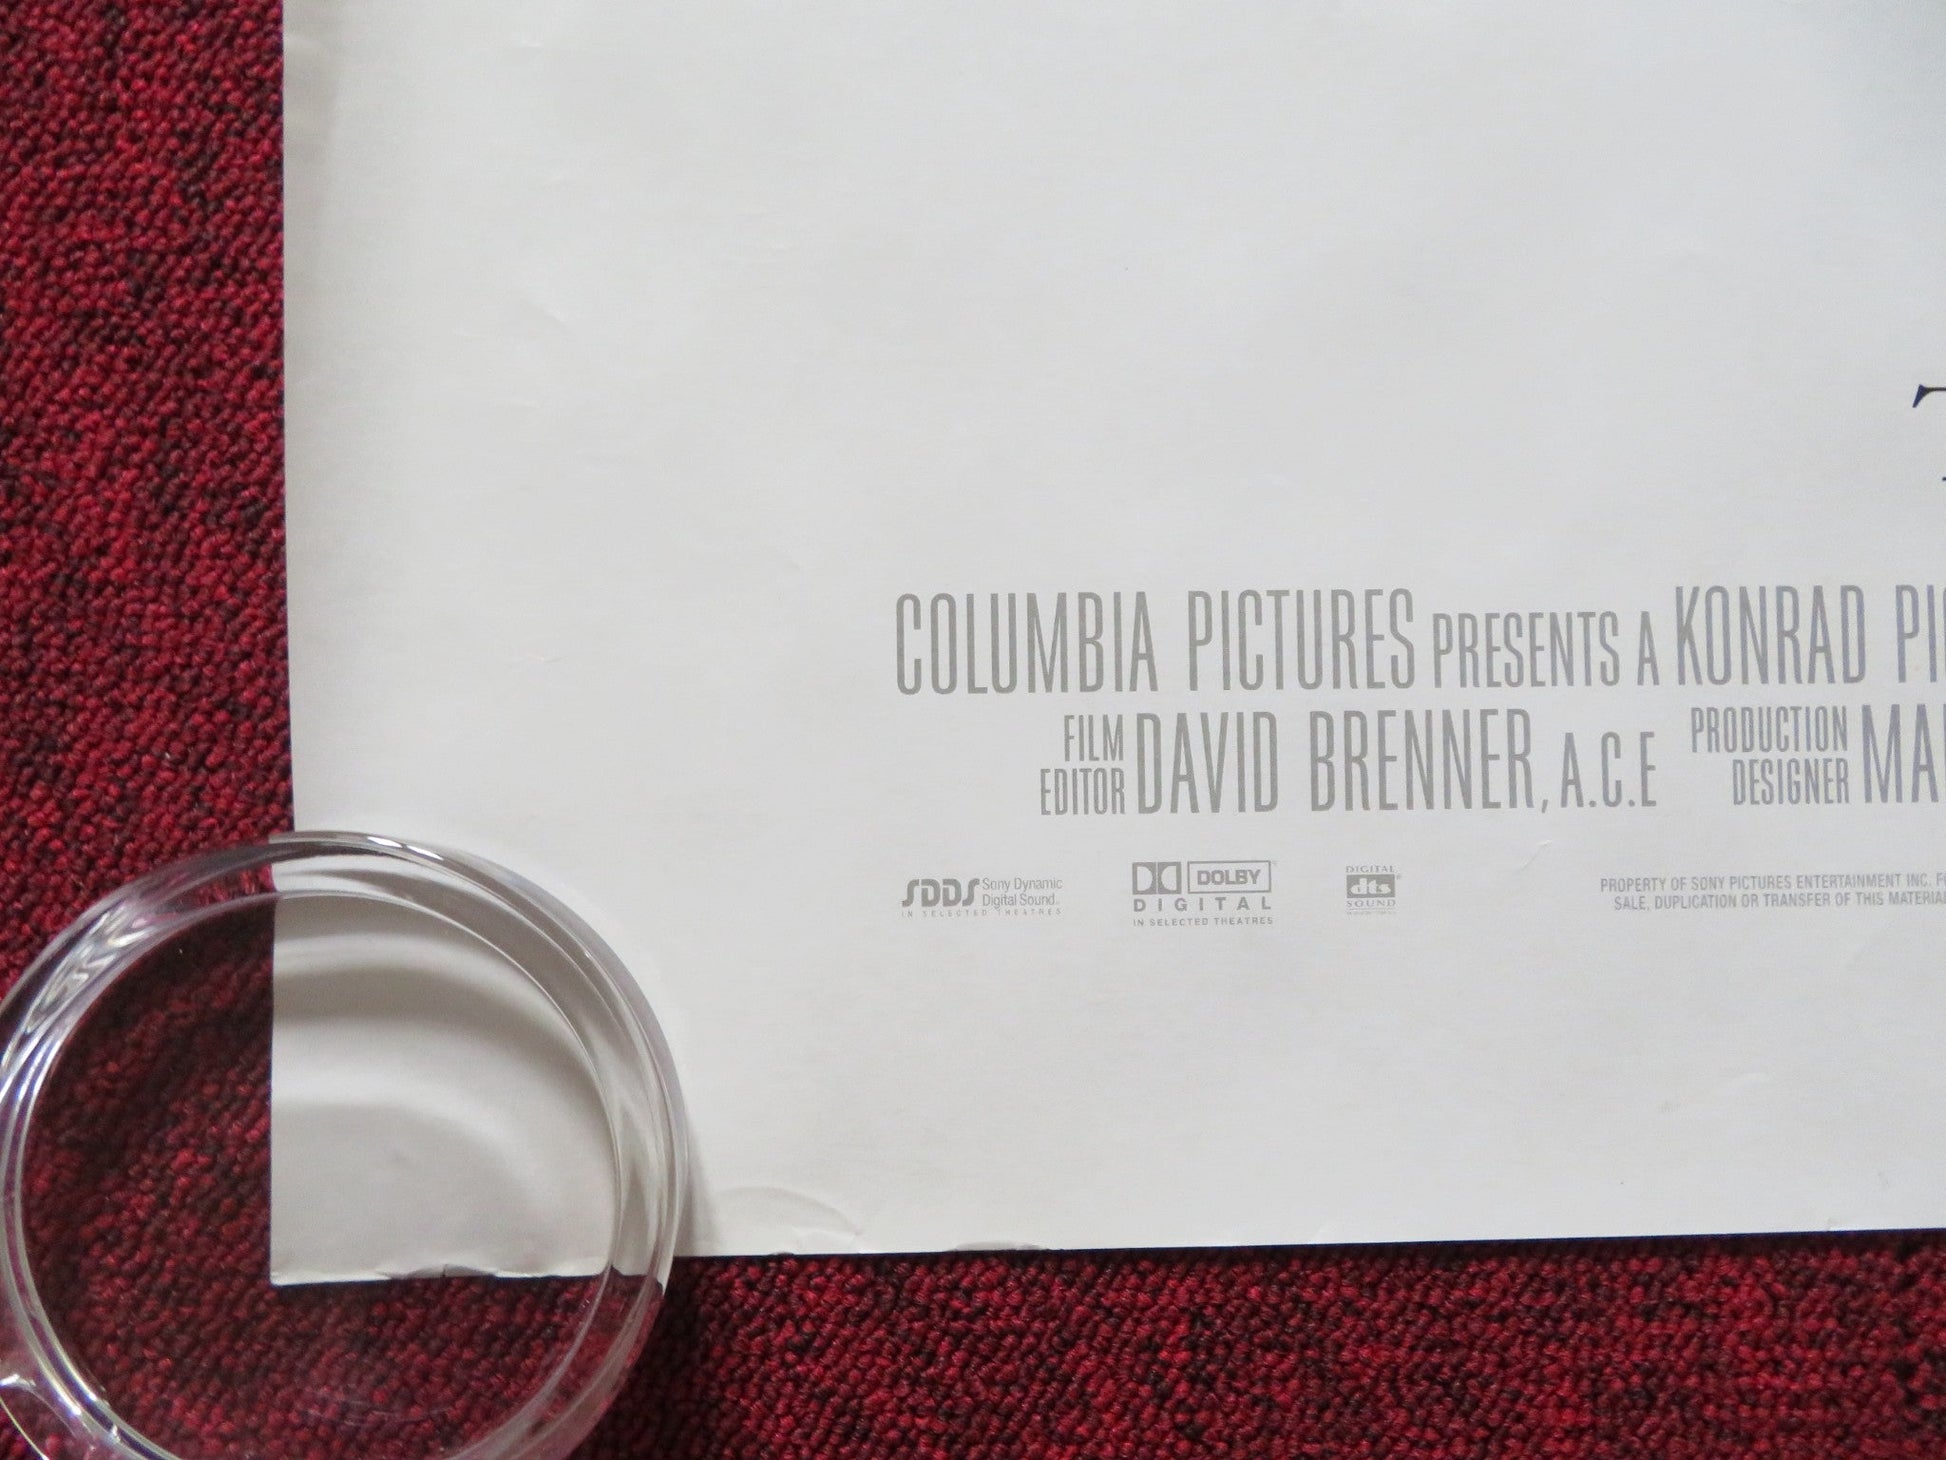 COLUMBIA PICTURES PRESENTS A KONRAD
FILM EDITOR DAVID BRENNER, A.C.E PRODUCTION DESIGNER
SDDS Sony Dynamic Digital Sound.
IN SELECTED THEATRES
DOLBY
DIGITAL
IN SELECTED THEATRES
DIGITAL
dts
SOUND
PROPERTY OF SONY PICTURES ENTERTAINMENT INC.
SALE, DUPLICATION OR TRANSFER OF THIS MATERIAL